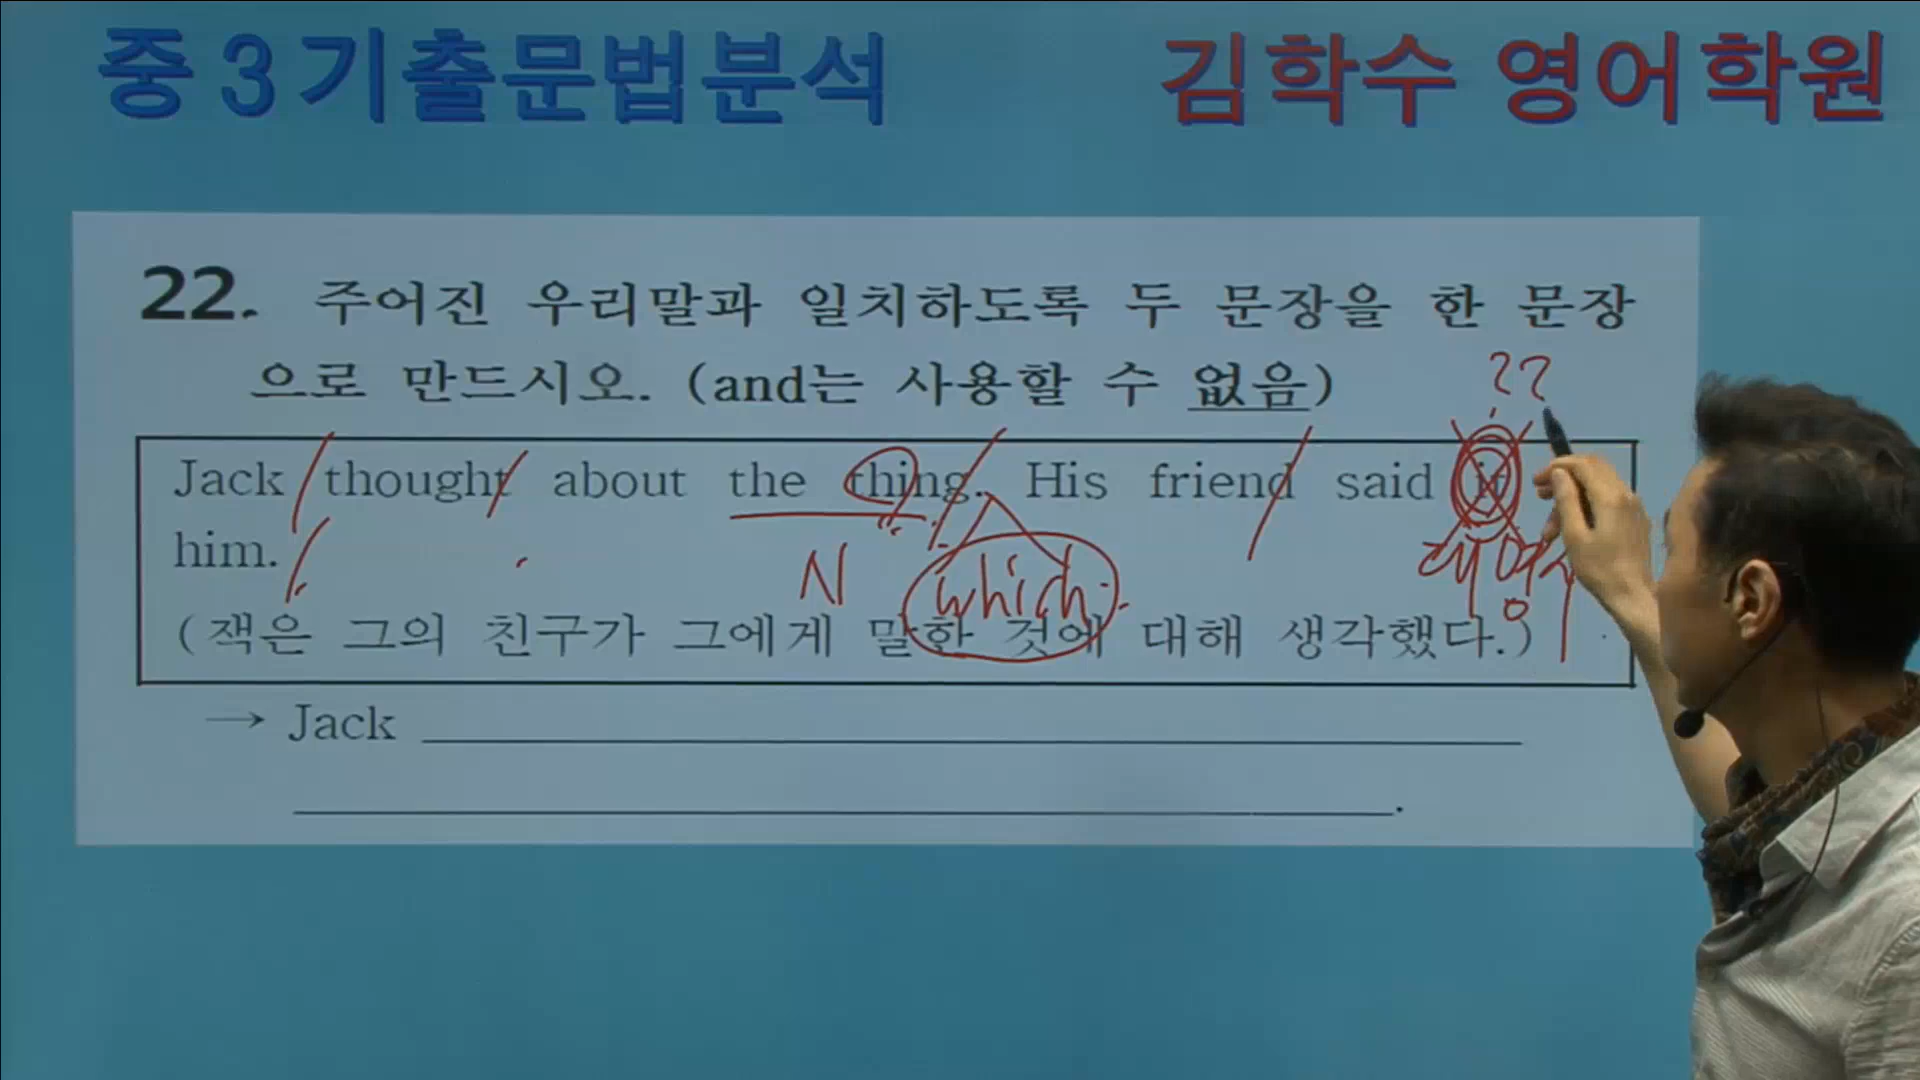 중3기출문법분석 김학수 영어학원
22. 주어진 우리말과 일치하도록 두 문장을 한 문장
으로 만드시오. (and는 사용할 수 없음)
??
Jack thought about the thing. His friend said it
him.
N which 대명사
(잭은 그의 친구가 그에게 말한 것에 대해 생각했다.)
→ Jack
.